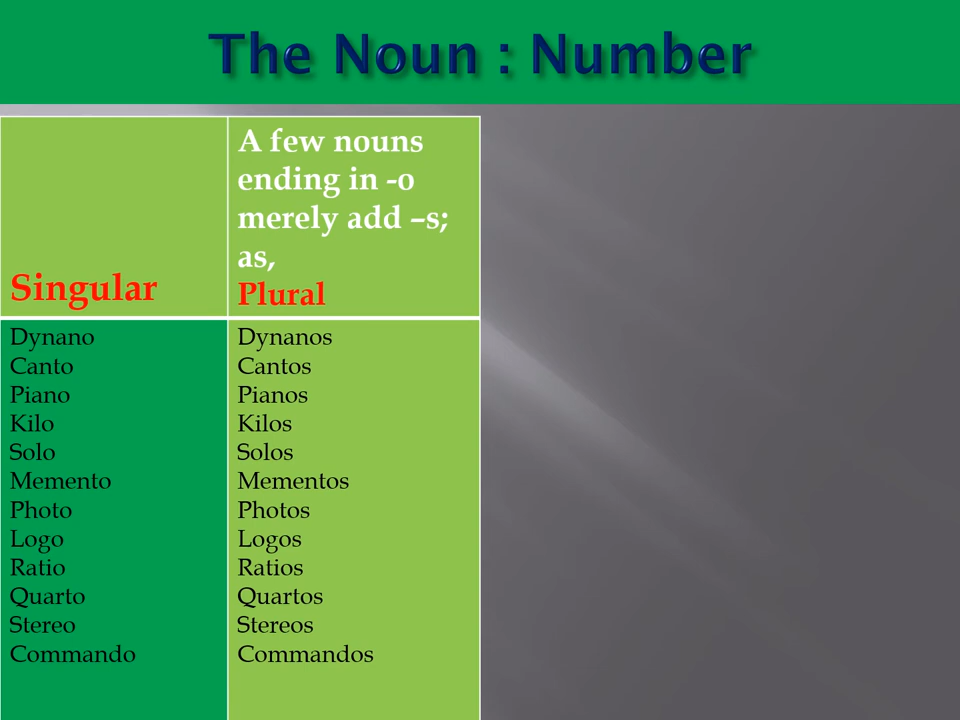 The Noun : Number
Singular
A few nouns
ending in -o
merely add –s;
as,
Plural
Dynano
Canto
Piano
Kilo
Solo
Memento
Photo
Logo
Ratio
Quarto
Stereo
Commando
Dynanos
Cantos
Pianos
Kilos
Solos
Mementos
Photos
Logos
Ratios
Quartos
Stereos
Commandos